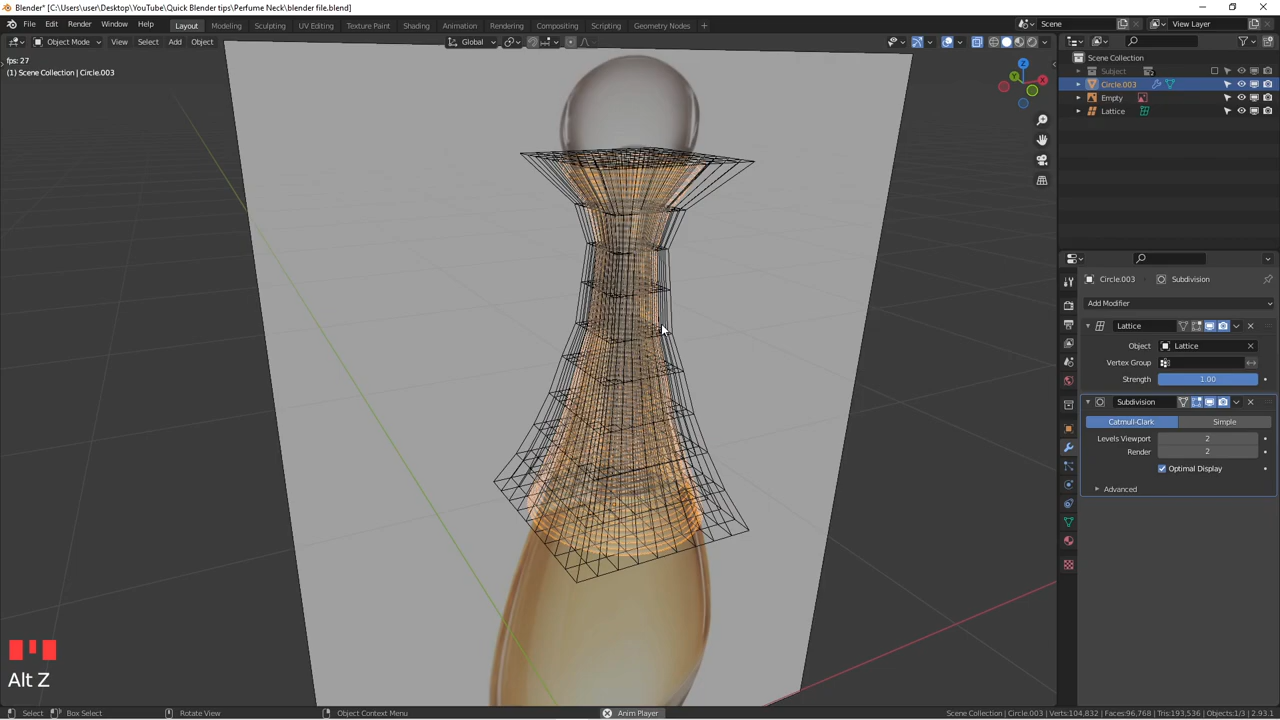 Blender* [C:\Users\user\Desktop\YouTube\Quick Blender tips\Perfume Neck\blender file.blend]
File Edit Render Window Help Layout Modeling Sculpting UV Editing Texture Paint Shading Animation Rendering Compositing Scripting Geometry Nodes + Scene View Layer
Object Mode View Select Add Object Global
fps: 27
(1) Scene Collection | Circle.003
Z
X
Y
Scene Collection
Subject
Circle.003
Empty
Lattice
Circle.003 Subdivision
Add Modifier
Lattice
Object Lattice
Vertex Group
Strength 1.00
Subdivision
Catmull-Clark Simple
Levels Viewport 2
Render 2
Optimal Display
Advanced
Alt Z
Select Box Select Rotate View Object Context Menu Anim Player Scene Collection | Circle.003 | Verts:104,832 | Faces:96,768 | Tris:193,536 | Objects:1/3 | 2.93.1